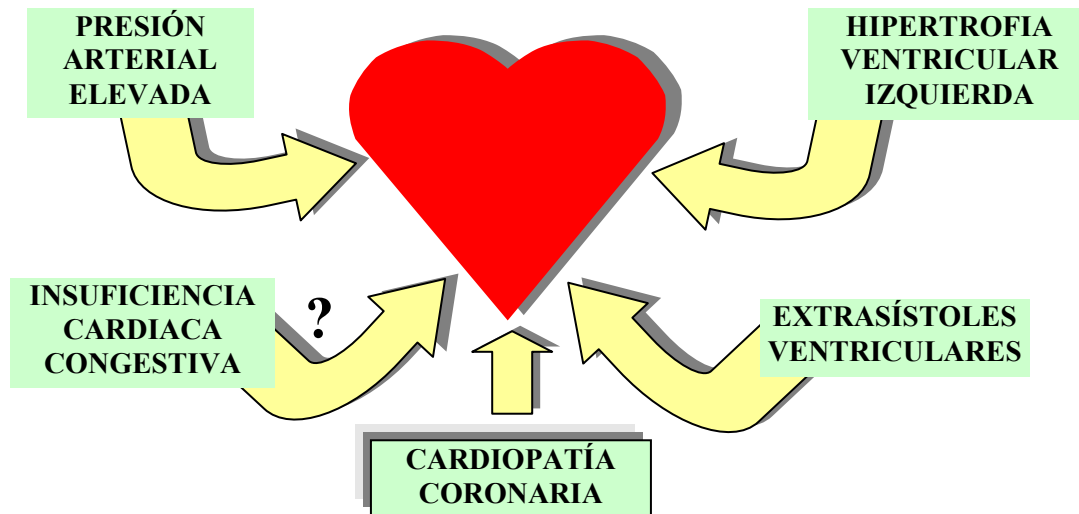 PRESIÓN
ARTERIAL
ELEVADA
HIPERTROFIA
VENTRICULAR
IZQUIERDA
INSUFICIENCIA
CARDIACA
CONGESTIVA
?
EXTRASÍSTOLES
VENTRICULARES
CARDIOPATÍA
CORONARIA